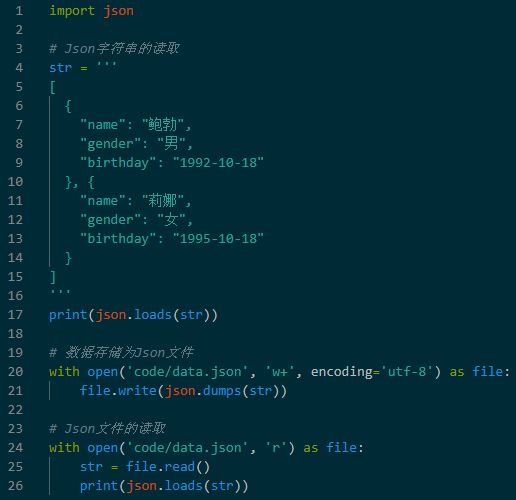 1 import json
2
3 # Json字符串的读取
4 str = '''
5 [
6   {
7     "name": "鲍勃",
8     "gender": "男",
9     "birthday": "1992-10-18"
10   }, {
11     "name": "莉娜",
12     "gender": "女",
13     "birthday": "1995-10-18"
14   }
15 ]
16 '''
17 print(json.loads(str))
18
19 # 数据存储为Json文件
20 with open('code/data.json', 'w+', encoding='utf-8') as file:
21     file.write(json.dumps(str))
22
23 # Json文件的读取
24 with open('code/data.json', 'r') as file:
25     str = file.read()
26     print(json.loads(str))